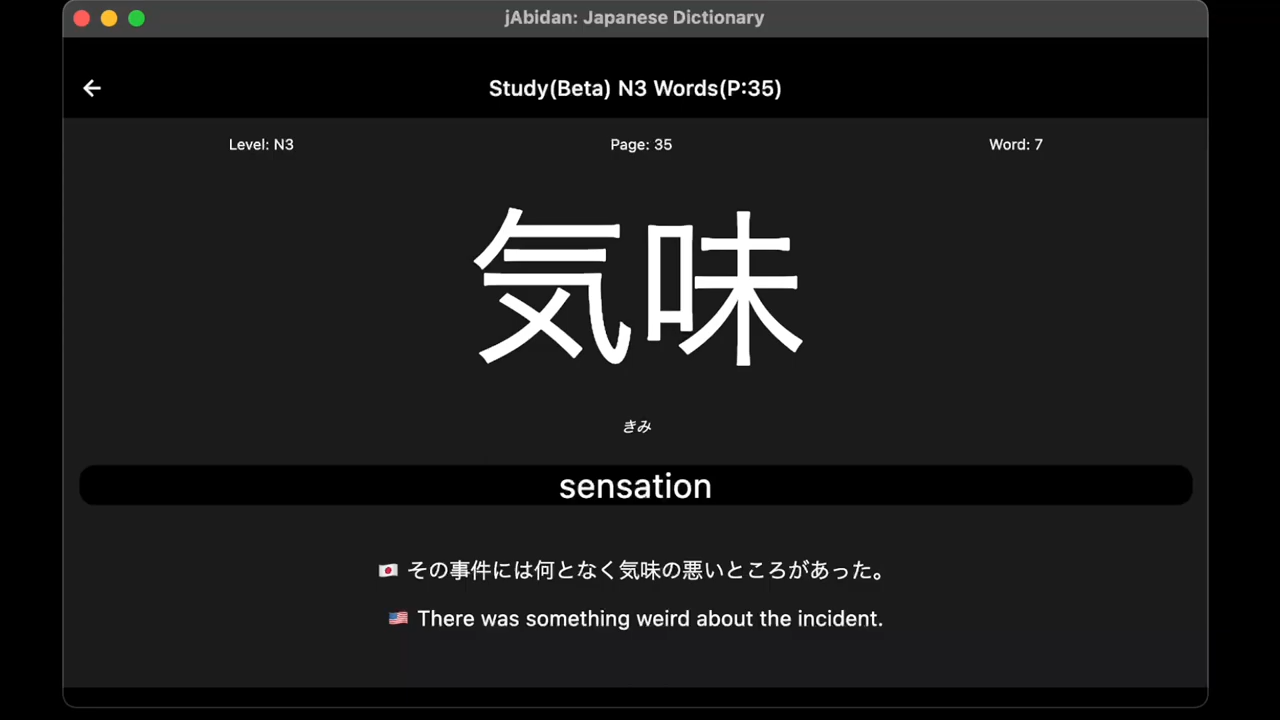 jAbidan: Japanese Dictionary
Study(Beta) N3 Words(P:35)
Level: N3
Page: 35
Word: 7
気味
きみ
sensation
🇯🇵 その事件には何となく気味の悪いところがあった。
🇺🇸 There was something weird about the incident.